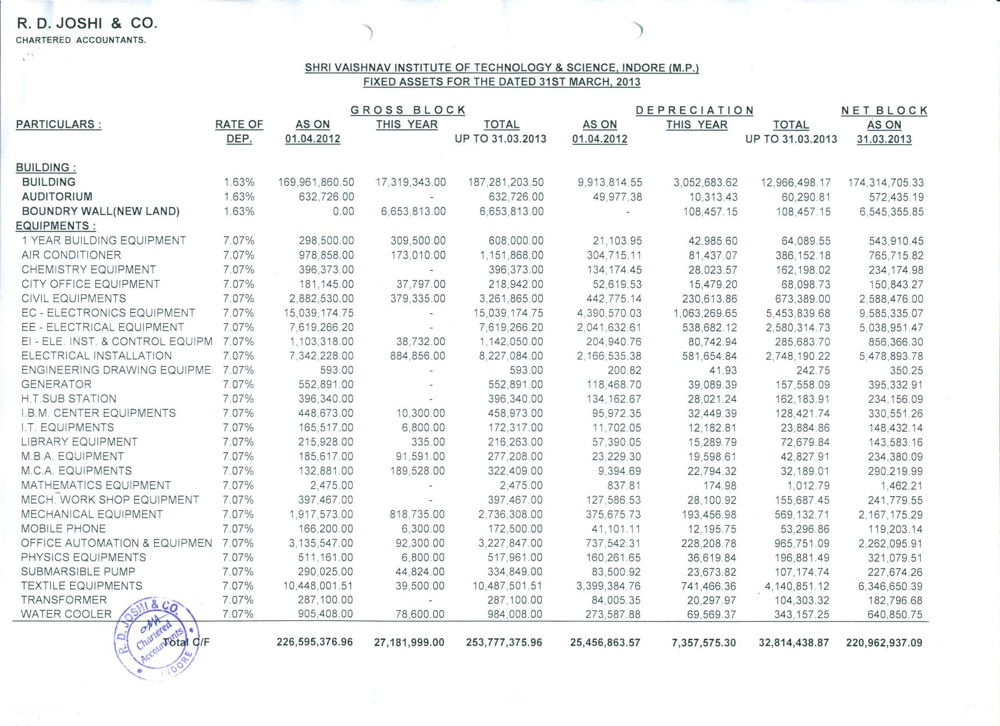 R. D. JOSHI & CO.
CHARTERED ACCOUNTANTS.
SHRI VAISHNAV INSTITUTE OF TECHNOLOGY & SCIENCE, INDORE (M.P.)
FIXED ASSETS FOR THE DATED 31ST MARCH, 2013
GROSS BLOCK DEPRECIATION NET BLOCK
PARTICULARS : RATE OF AS ON THIS YEAR TOTAL AS ON THIS YEAR TOTAL AS ON
DEP. 01.04.2012 UP TO 31.03.2013 01.04.2012 UP TO 31.03.2013 31.03.2013
BUILDING :
BUILDING 1.63% 169,961,860.50 17,319,343.00 187,281,203.50 9,913,814.55 3,052,683.62 12,966,498.17 174,314,705.33
AUDITORIUM 1.63% 632,726.00 - 632,726.00 49,977.38 10,313.43 60,290.81 572,435.19
BOUNDRY WALL(NEW LAND) 1.63% 0.00 6,653,813.00 6,653,813.00 - 108,457.15 108,457.15 6,545,355.85
EQUIPMENTS :
1 YEAR BUILDING EQUIPMENT 7.07% 298,500.00 309,500.00 608,000.00 21,103.95 42,985.60 64,089.55 543,910.45
AIR CONDITIONER 7.07% 978,858.00 173,010.00 1,151,868.00 304,715.11 81,437.07 386,152.18 765,715.82
CHEMISTRY EQUIPMENT 7.07% 396,373.00 - 396,373.00 134,174.45 28,023.57 162,198.02 234,174.98
CITY OFFICE EQUIPMENT 7.07% 181,145.00 37,797.00 218,942.00 52,619.53 15,479.20 68,098.73 150,843.27
CIVIL EQUIPMENTS 7.07% 2,882,530.00 379,335.00 3,261,865.00 442,775.14 230,613.86 673,389.00 2,588,476.00
EC - ELECTRONICS EQUIPMENT 7.07% 15,039,174.75 - 15,039,174.75 4,390,570.03 1,063,269.65 5,453,839.68 9,585,335.07
EE - ELECTRICAL EQUIPMENT 7.07% 7,619,266.20 - 7,619,266.20 2,041,632.61 538,682.12 2,580,314.73 5,038,951.47
EI - ELE. INST. & CONTROL EQUIPM 7.07% 1,103,318.00 38,732.00 1,142,050.00 204,940.76 80,742.94 285,683.70 856,366.30
ELECTRICAL INSTALLATION 7.07% 7,342,228.00 884,856.00 8,227,084.00 2,166,535.38 581,654.84 2,748,190.22 5,478,893.78
ENGINEERING DRAWING EQUIPME 7.07% 593.00 - 593.00 200.82 41.93 242.75 350.25
GENERATOR 7.07% 552,891.00 - 552,891.00 118,468.70 39,089.39 157,558.09 395,332.91
H.T.SUB STATION 7.07% 396,340.00 - 396,340.00 134,162.67 28,021.24 162,183.91 234,156.09
I.B.M. CENTER EQUIPMENTS 7.07% 448,673.00 10,300.00 458,973.00 95,972.35 32,449.39 128,421.74 330,551.26
I.T. EQUIPMENTS 7.07% 165,517.00 6,800.00 172,317.00 11,702.05 12,182.81 23,884.86 148,432.14
LIBRARY EQUIPMENT 7.07% 215,928.00 335.00 216,263.00 57,390.05 15,289.79 72,679.84 143,583.16
M.B.A. EQUIPMENT 7.07% 185,617.00 91,591.00 277,208.00 23,229.30 19,598.61 42,827.91 234,380.09
M.C.A. EQUIPMENTS 7.07% 132,881.00 189,528.00 322,409.00 9,394.69 22,794.32 32,189.01 290,219.99
MATHEMATICS EQUIPMENT 7.07% 2,475.00 - 2,475.00 837.81 174.98 1,012.79 1,462.21
MECH. WORK SHOP EQUIPMENT 7.07% 397,467.00 - 397,467.00 127,586.53 28,100.92 155,687.45 241,779.55
MECHANICAL EQUIPMENT 7.07% 1,917,573.00 818,735.00 2,736,308.00 375,675.73 193,456.98 569,132.71 2,167,175.29
MOBILE PHONE 7.07% 166,200.00 6,300.00 172,500.00 41,101.11 12,195.75 53,296.86 119,203.14
OFFICE AUTOMATION & EQUIPMEN 7.07% 3,135,547.00 92,300.00 3,227,847.00 737,542.31 228,208.78 965,751.09 2,262,095.91
PHYSICS EQUIPMENTS 7.07% 511,161.00 6,800.00 517,961.00 160,261.65 36,619.84 196,881.49 321,079.51
SUBMARSIBLE PUMP 7.07% 290,025.00 44,824.00 334,849.00 83,500.92 23,673.82 107,174.74 227,674.26
TEXTILE EQUIPMENTS 7.07% 10,448,001.51 39,500.00 10,487,501.51 3,399,384.76 741,466.36 4,140,851.12 6,346,650.39
TRANSFORMER 7.07% 287,100.00 - 287,100.00 84,005.35 20,297.97 104,303.32 182,796.68
WATER COOLER 7.07% 905,408.00 78,600.00 984,008.00 273,587.88 69,569.37 343,157.25 640,850.75
Total C/F 226,595,376.96 27,181,999.00 253,777,375.96 25,456,863.57 7,357,575.30 32,814,438.87 220,962,937.09
R. D. JOSHI & CO.
Chartered
Accountants
INDORE